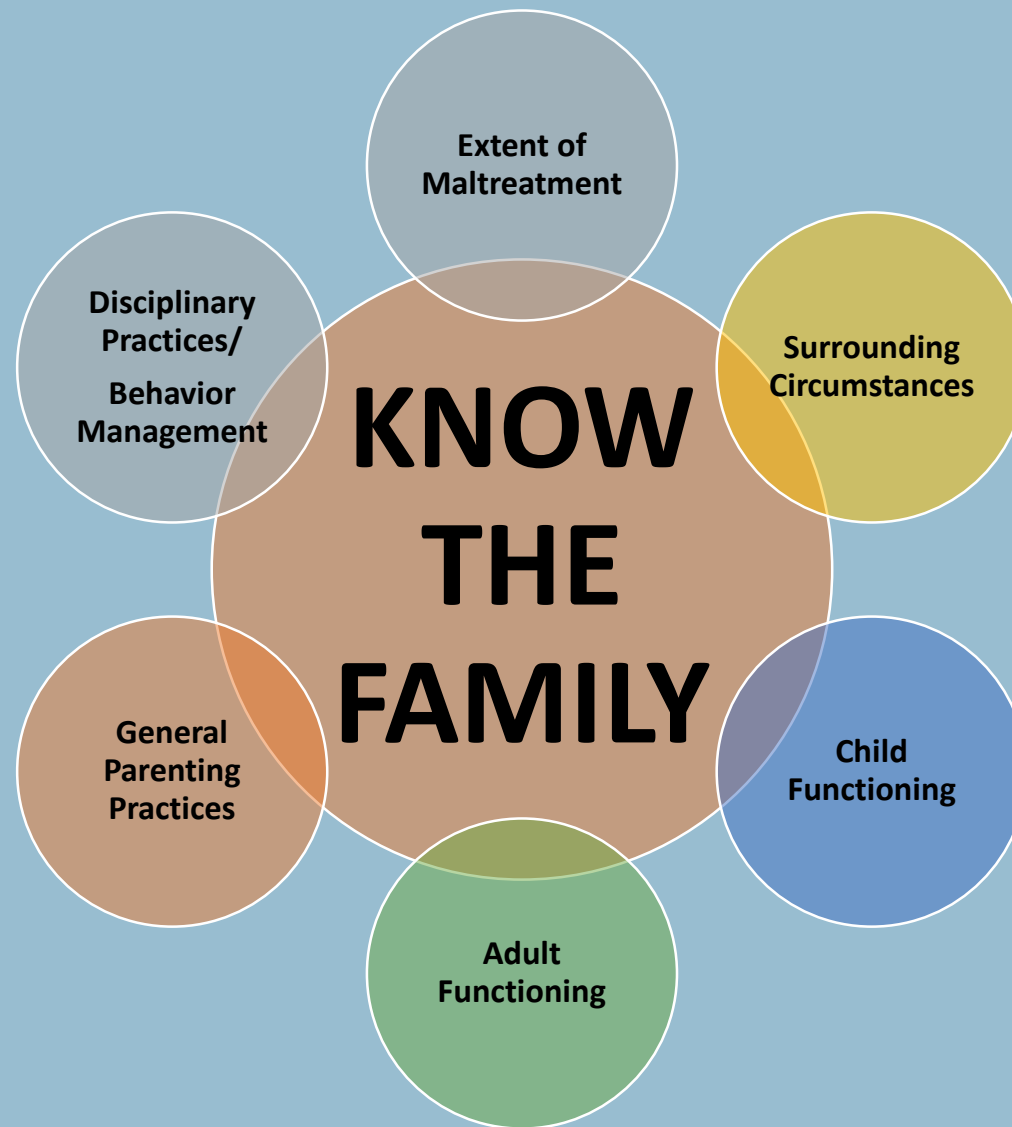 Extent of
Maltreatment
Disciplinary
Practices/
Behavior
Management
Surrounding
Circumstances
KNOW
THE
FAMILY
General
Parenting
Practices
Child
Functioning
Adult
Functioning